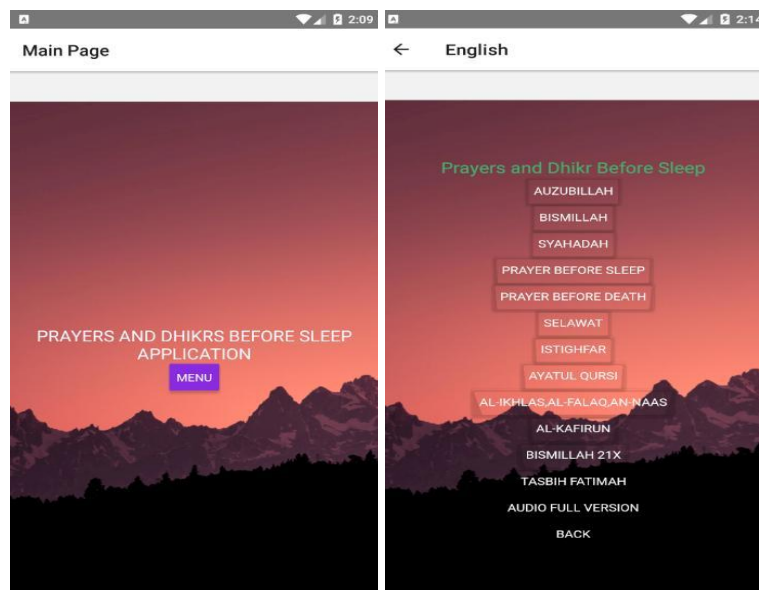 2:09
Main Page
PRAYERS AND DHIKRS BEFORE SLEEP
APPLICATION
MENU
2:14
English
Prayers and Dhikr Before Sleep
AUZUBILLAH
BISMILLAH
SYAHADAH
PRAYER BEFORE SLEEP
PRAYER BEFORE DEATH
SELAWAT
ISTIGHFAR
AYATUL QURSI
AL-IKHLAS,AL-FALAQ,AN-NAAS
AL-KAFIRUN
BISMILLAH 21X
TASBIH FATIMAH
AUDIO FULL VERSION
BACK